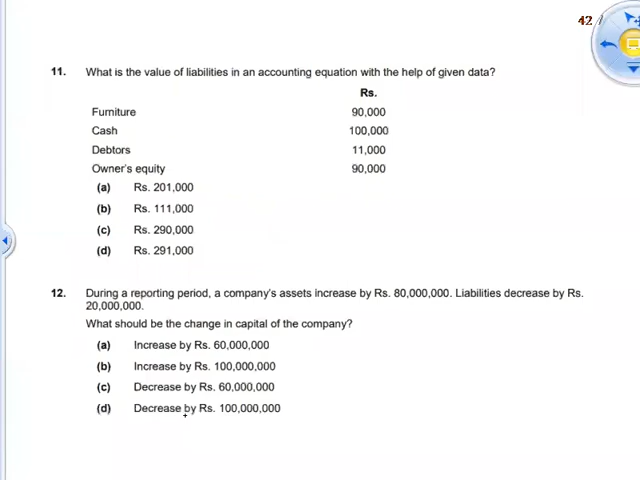 42 /
11. What is the value of liabilities in an accounting equation with the help of given data?
Rs.
Furniture 90,000
Cash 100,000
Debtors 11,000
Owner's equity 90,000
(a) Rs. 201,000
(b) Rs. 111,000
(c) Rs. 290,000
(d) Rs. 291,000
12. During a reporting period, a company's assets increase by Rs. 80,000,000. Liabilities decrease by Rs.
20,000,000.
What should be the change in capital of the company?
(a) Increase by Rs. 60,000,000
(b) Increase by Rs. 100,000,000
(c) Decrease by Rs. 60,000,000
(d) Decrease by Rs. 100,000,000